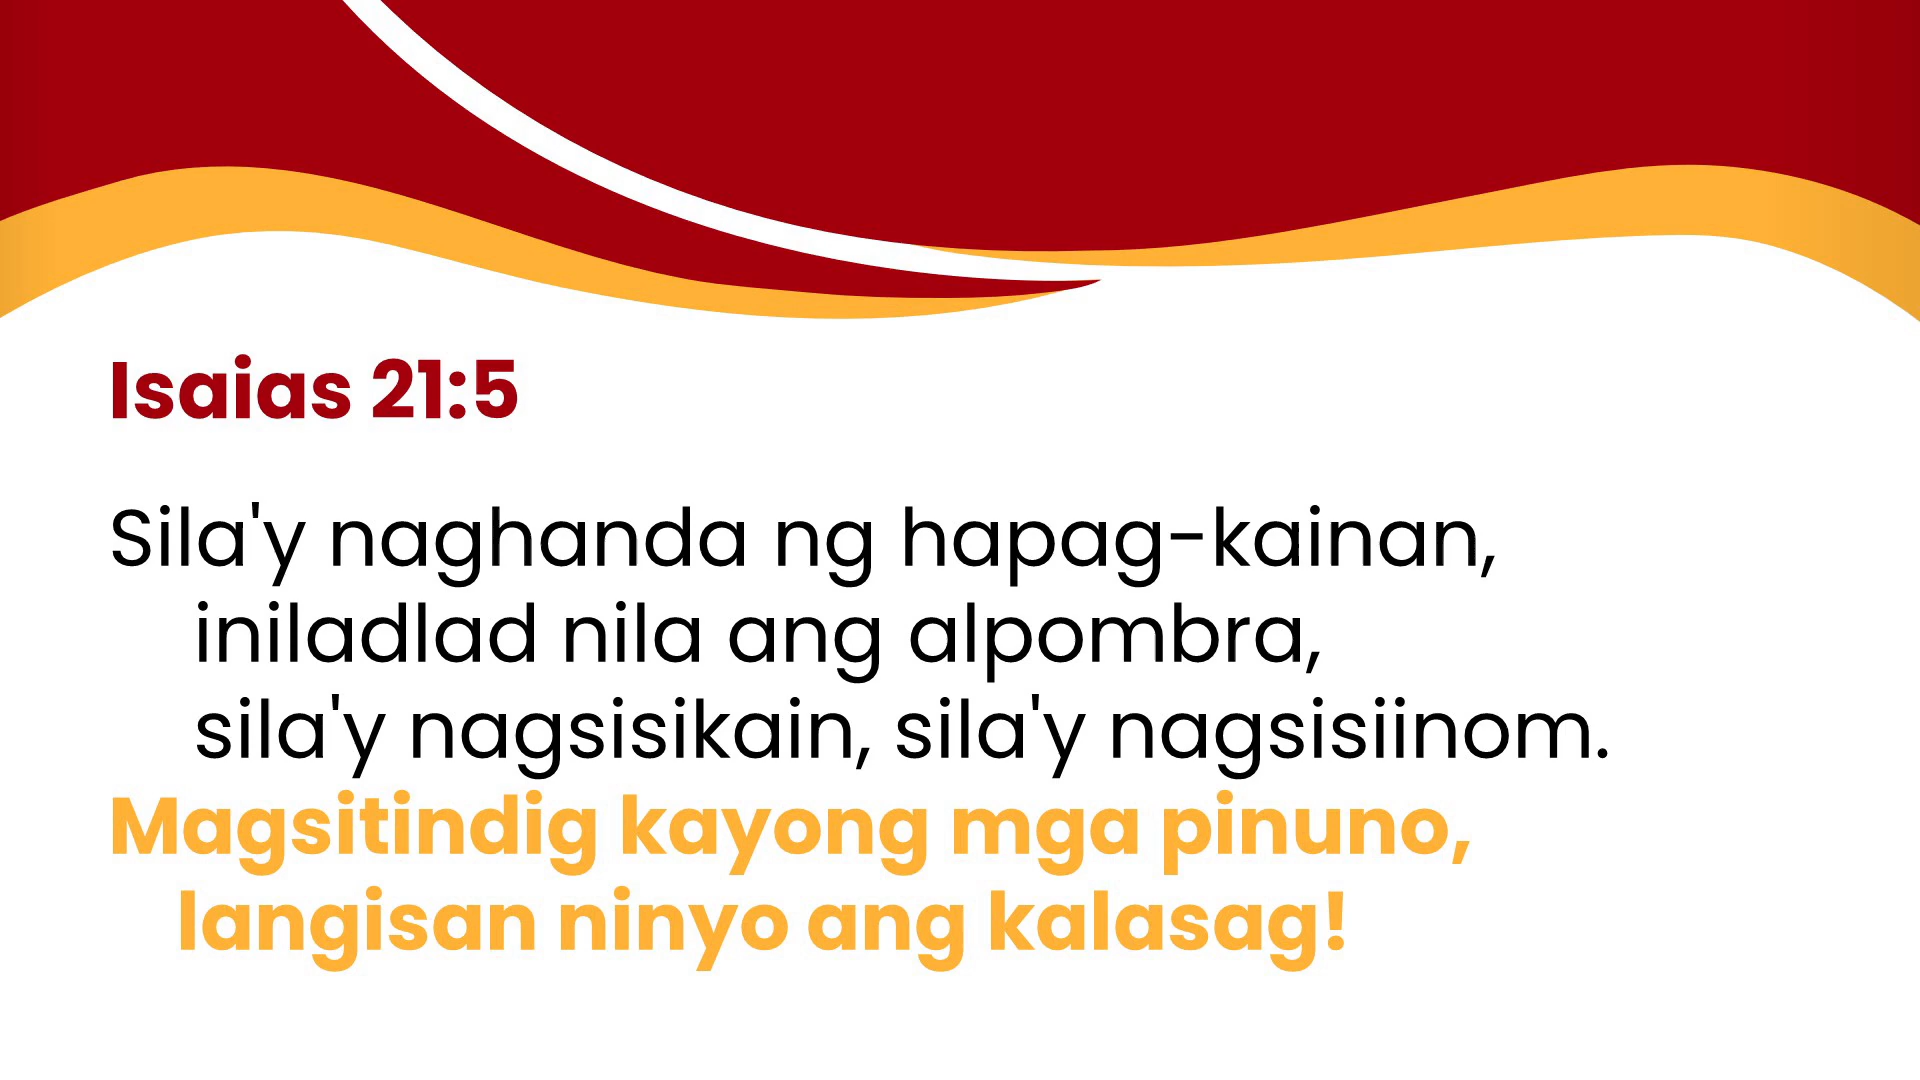 Isaias 21:5
Sila'y naghanda ng hapag-kainan,
iniladlad nila ang alpombra,
sila'y nagsisikain, sila'y nagsisiinom.
Magsitindig kayong mga pinuno,
langisan ninyo ang kalasag!